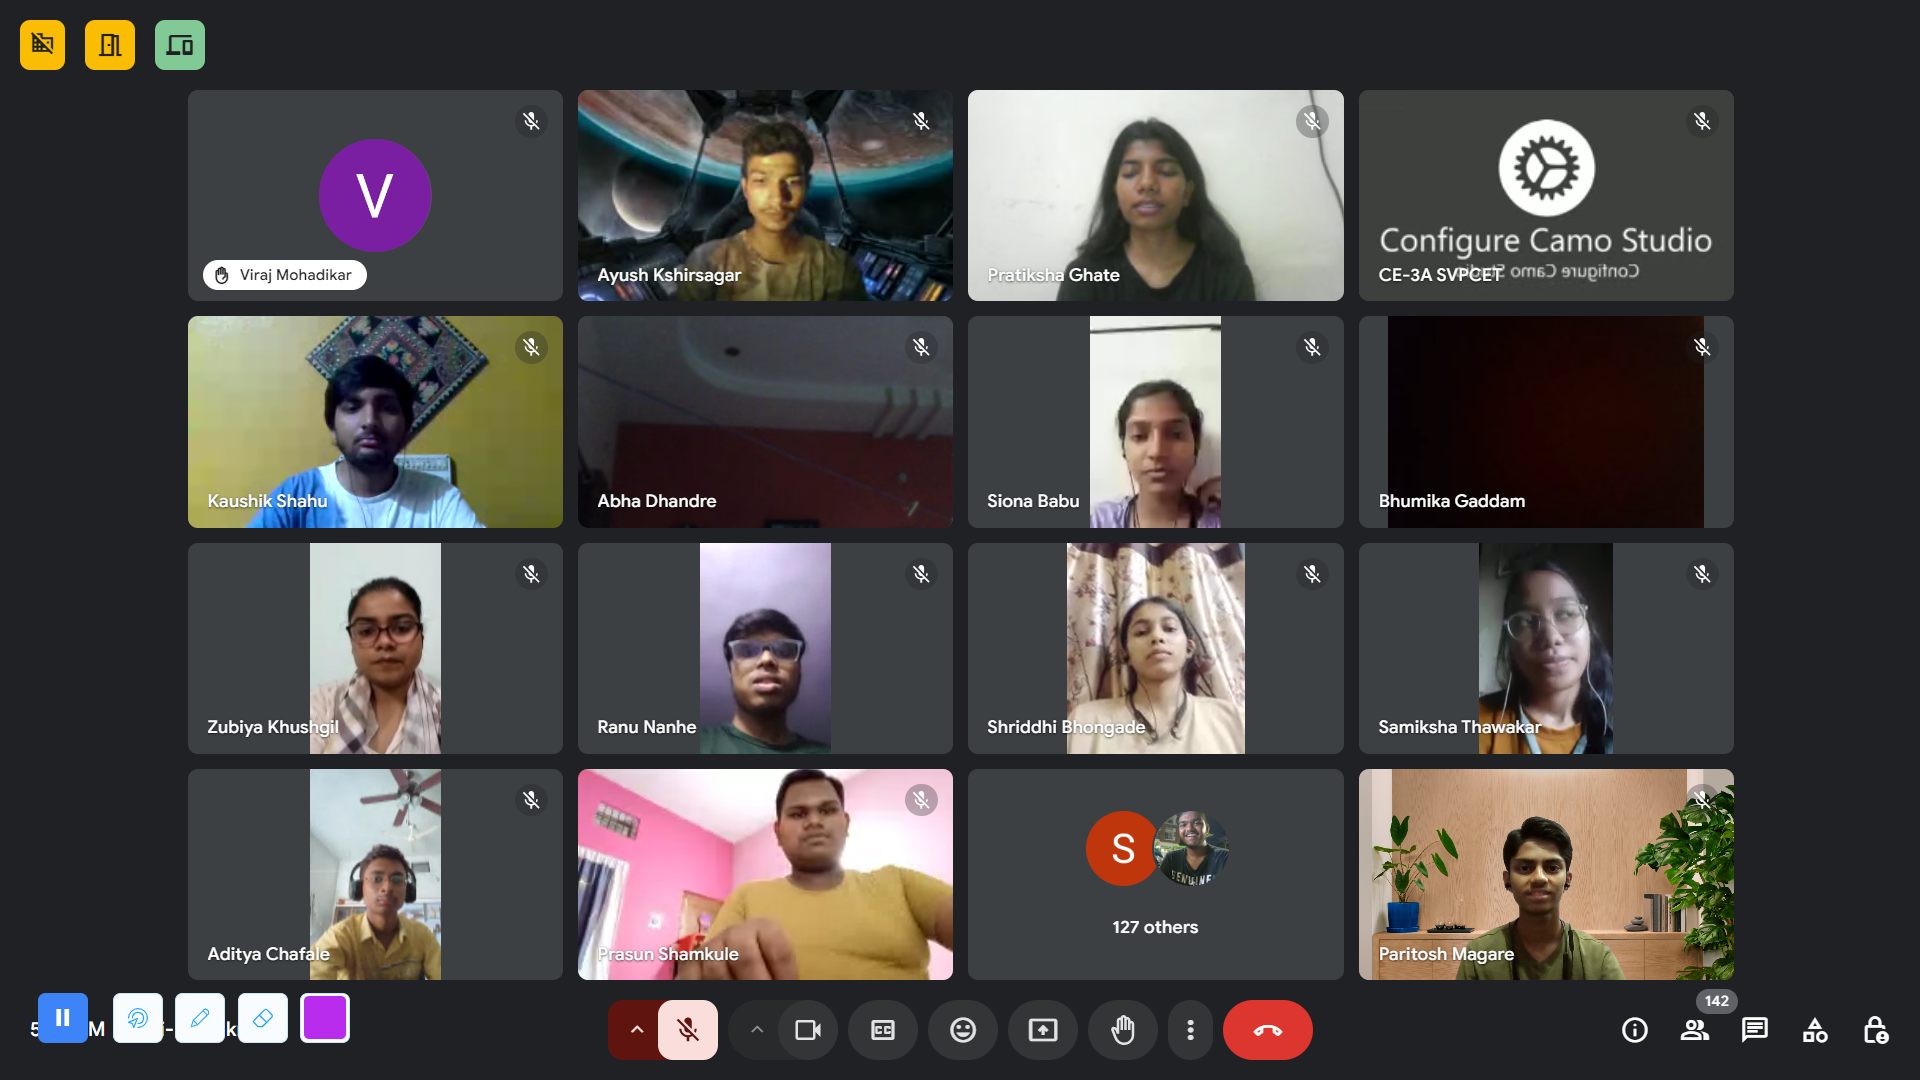 V
Viraj Mohadikar
Ayush Kshirsagar
Pratiksha Ghate
Configure Camo Studio
CE-3A SVPCET
Kaushik Shahu
Abha Dhandre
Siona Babu
Bhumika Gaddam
Zubiya Khushgil
Ranu Nanhe
Shriddhi Bhongade
Samiksha Thawakar
Aditya Chafale
Prasun Shamkule
S
127 others
Paritosh Magare
142
CC